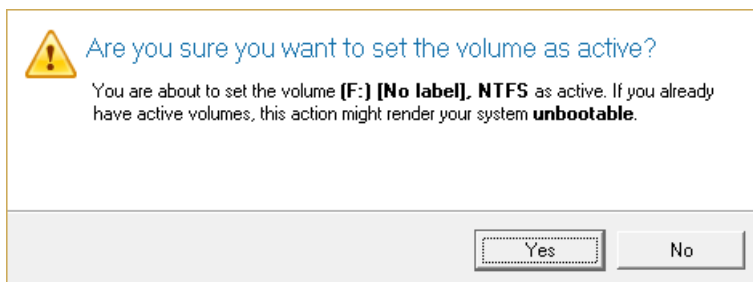 Are you sure you want to set the volume as active?
You are about to set the volume (F:) [No label], NTFS as active. If you already
have active volumes, this action might render your system unbootable.
Yes No